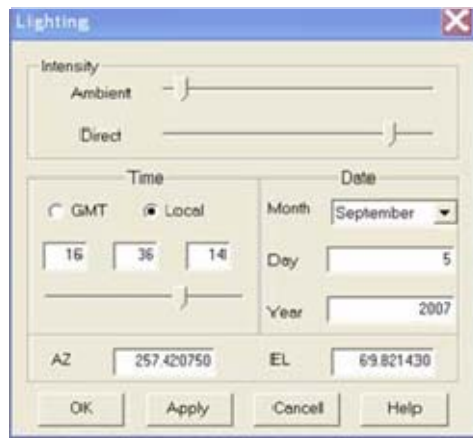 Lighting
Intensity
Ambient
Direct
Time
GMT Local
16 36 14
AZ 257.420750
Date
Month September
Day 5
Year 2007
EL 69.821430
OK Apply Cancel Help